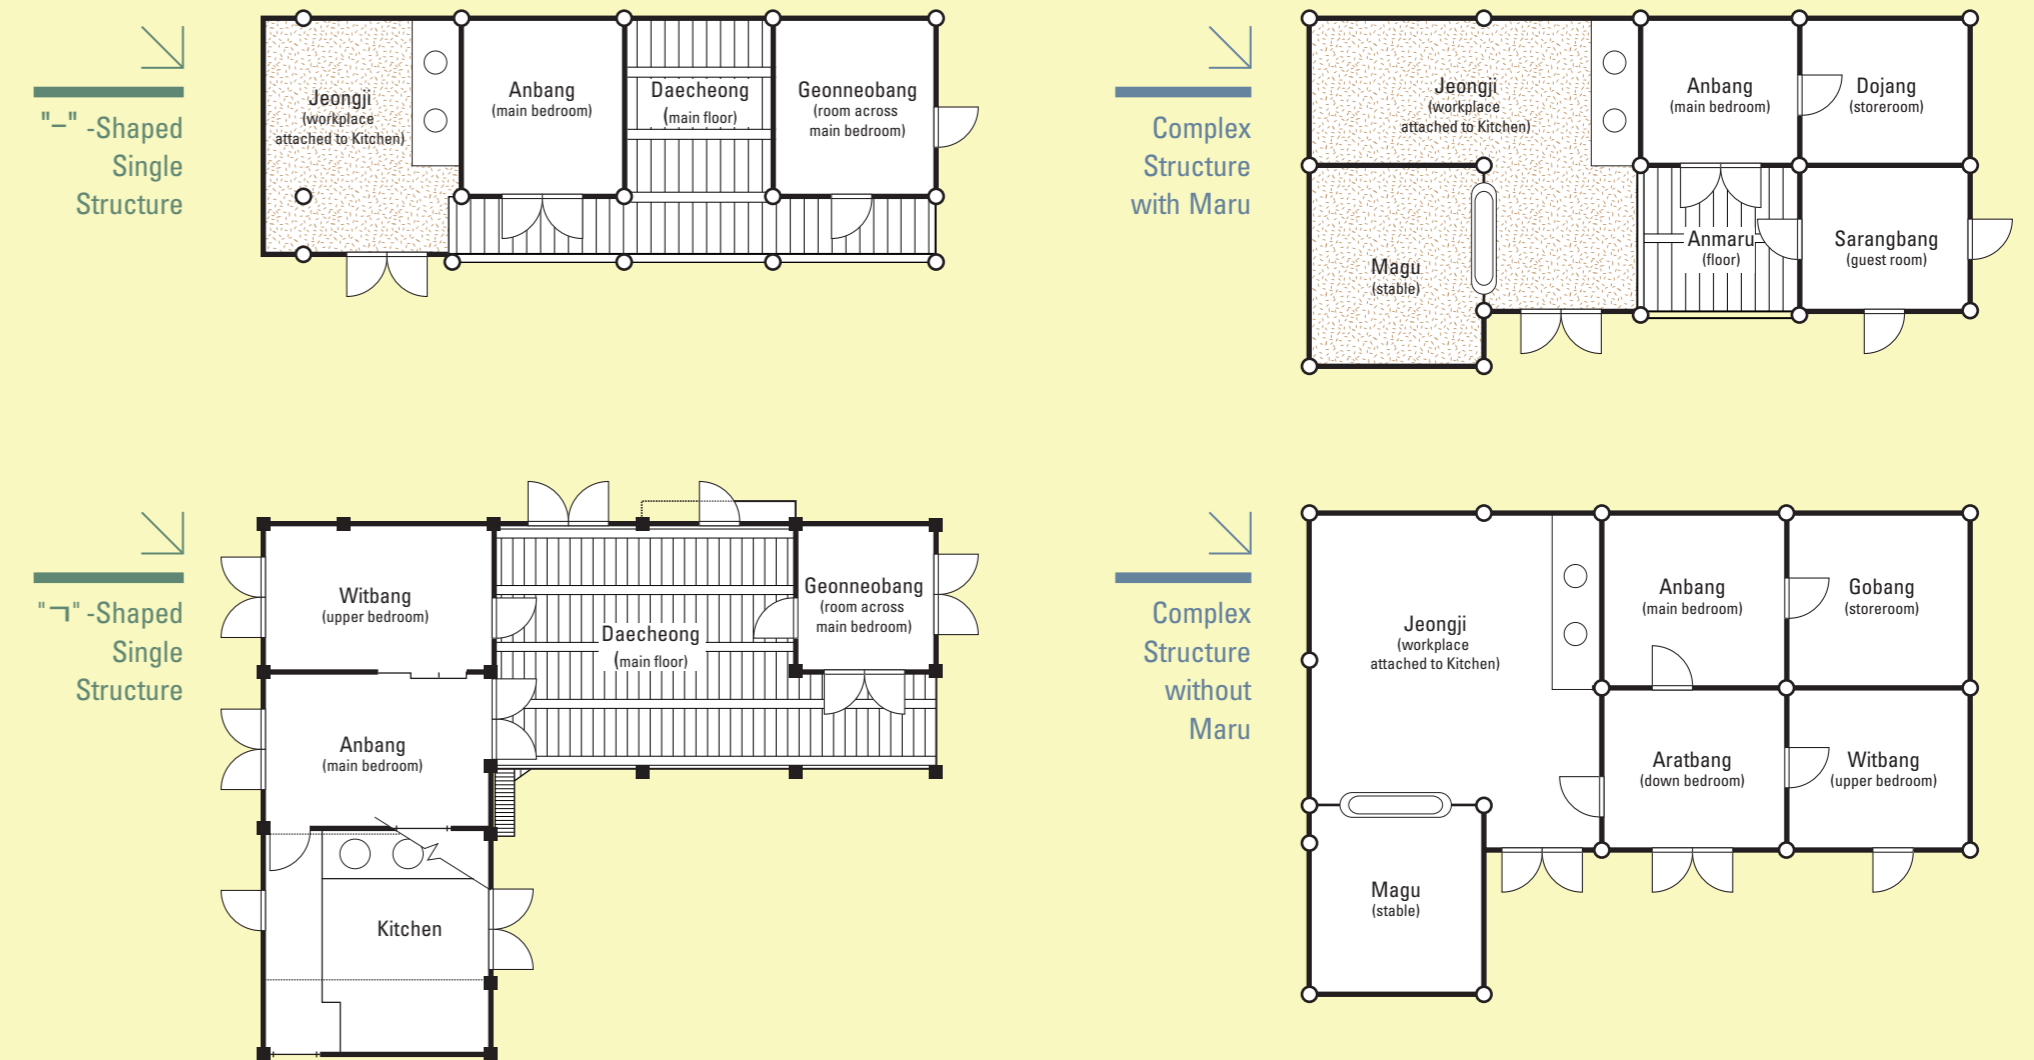 "–" -Shaped
Single
Structure
Jeongji
(workplace
attached to Kitchen)
Anbang
(main bedroom)
Daecheong
(main floor)
Geonneobang
(room across
main bedroom)
Complex
Structure
with Maru
Jeongji
(workplace
attached to Kitchen)
Anbang
(main bedroom)
Dojang
(storeroom)
Magu
(stable)
Anmaru
(floor)
Sarangbang
(guest room)
"ㄱ" -Shaped
Single
Structure
Witbang
(upper bedroom)
Daecheong
(main floor)
Geonneobang
(room across
main bedroom)
Anbang
(main bedroom)
Kitchen
Complex
Structure
without
Maru
Jeongji
(workplace
attached to Kitchen)
Anbang
(main bedroom)
Gobang
(storeroom)
Aratbang
(down bedroom)
Witbang
(upper bedroom)
Magu
(stable)